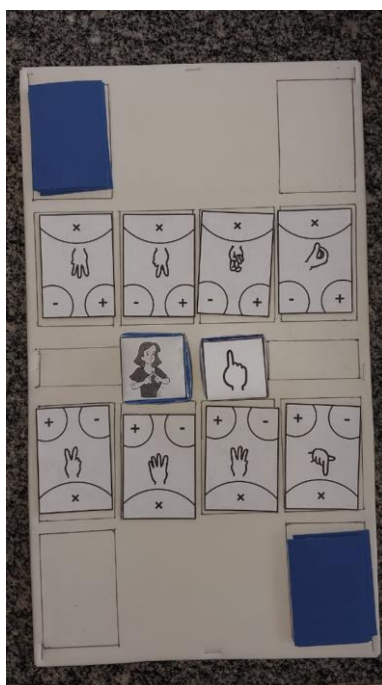 × × × ×
- + - + - + - +
+ - + - + - + -
× × × ×